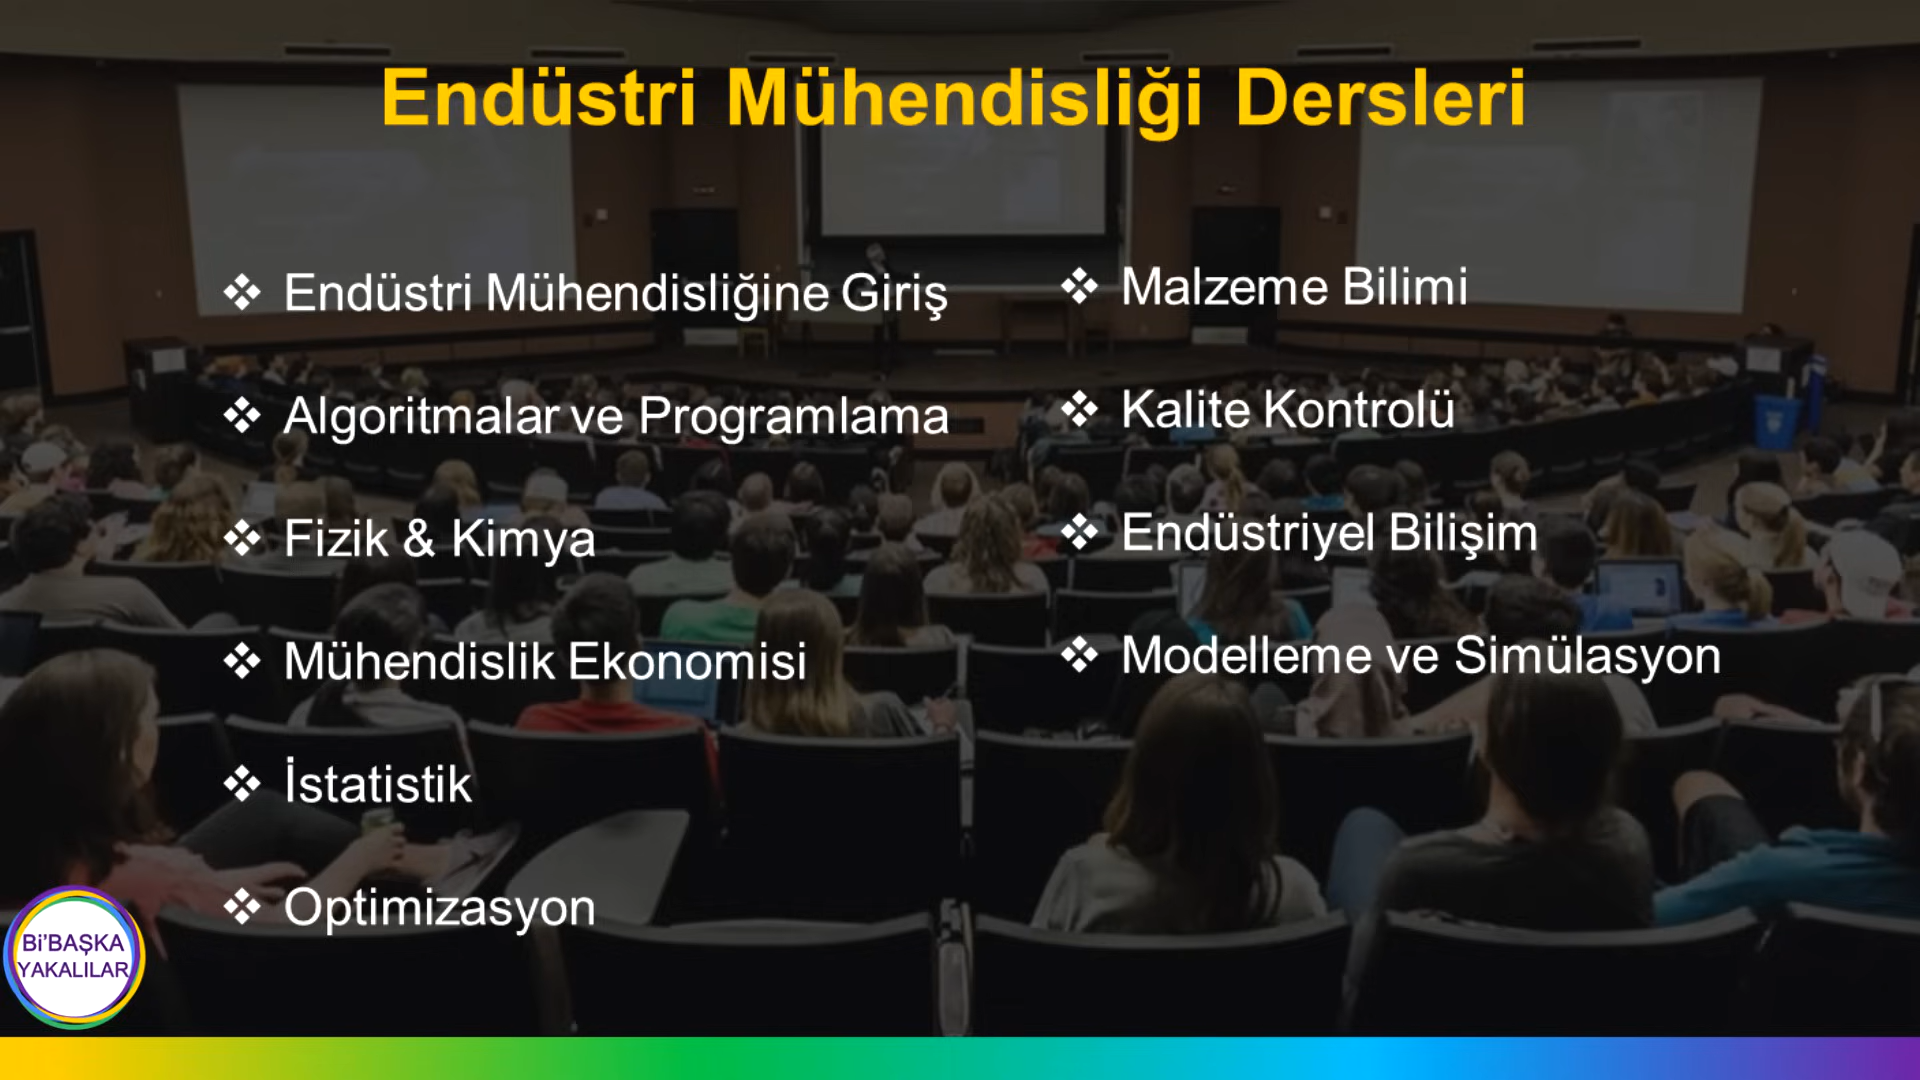 Endüstri Mühendisliği Dersleri
❖ Endüstri Mühendisliğine Giriş
❖ Algoritmalar ve Programlama
❖ Fizik & Kimya
❖ Mühendislik Ekonomisi
❖ İstatistik
❖ Optimizasyon
❖ Malzeme Bilimi
❖ Kalite Kontrolü
❖ Endüstriyel Bilişim
❖ Modelleme ve Simülasyon
Bi'BAŞKA
YAKALILAR